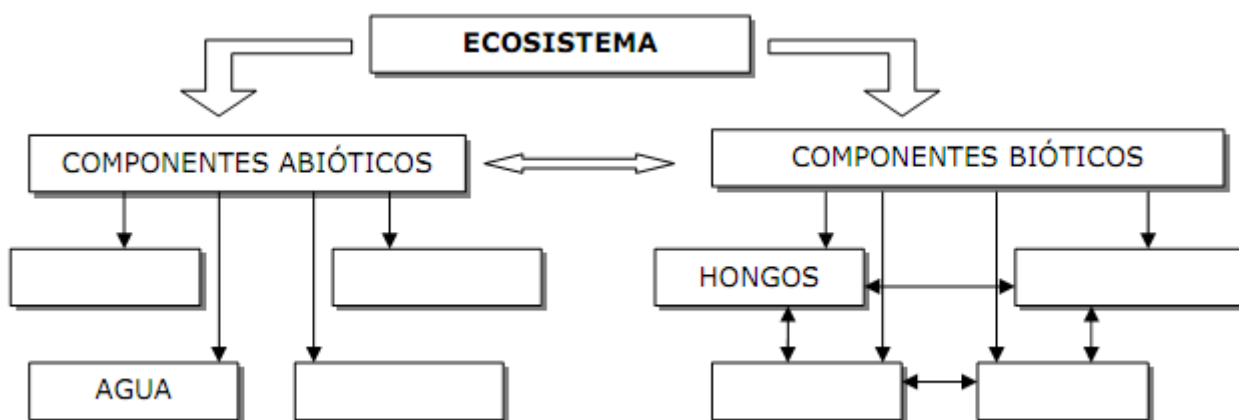 ECOSISTEMA
COMPONENTES ABIÓTICOS
COMPONENTES BIÓTICOS
HONGOS
AGUA